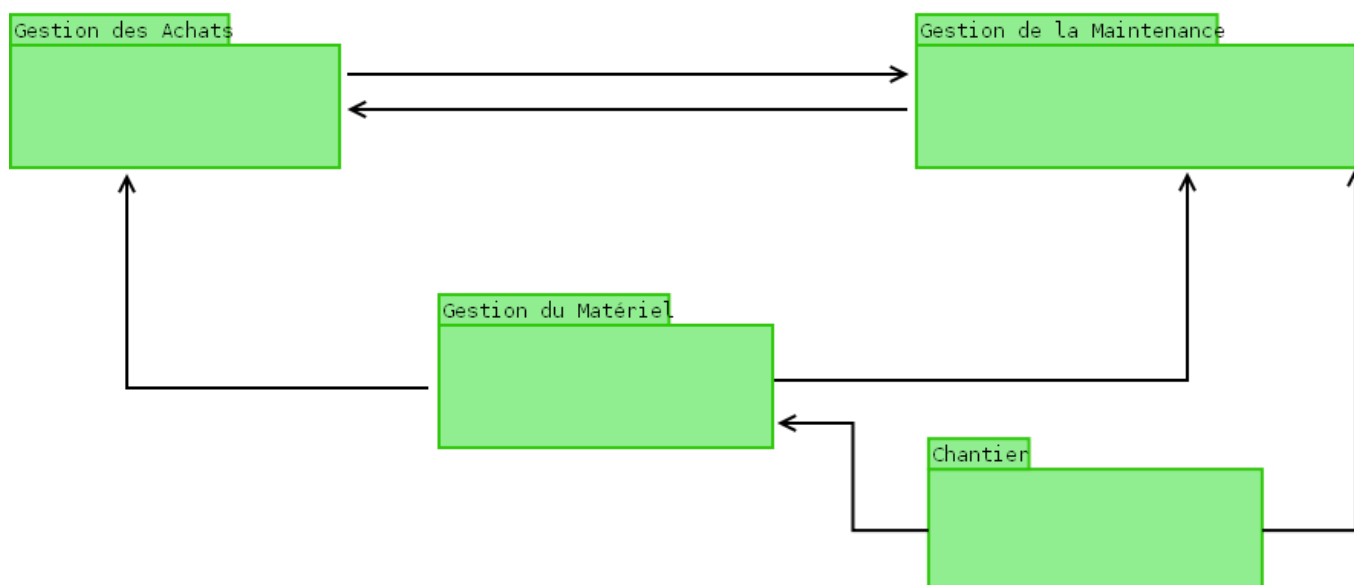 Gestion des Achats
Gestion de la Maintenance
Gestion du Matériel
Chantier